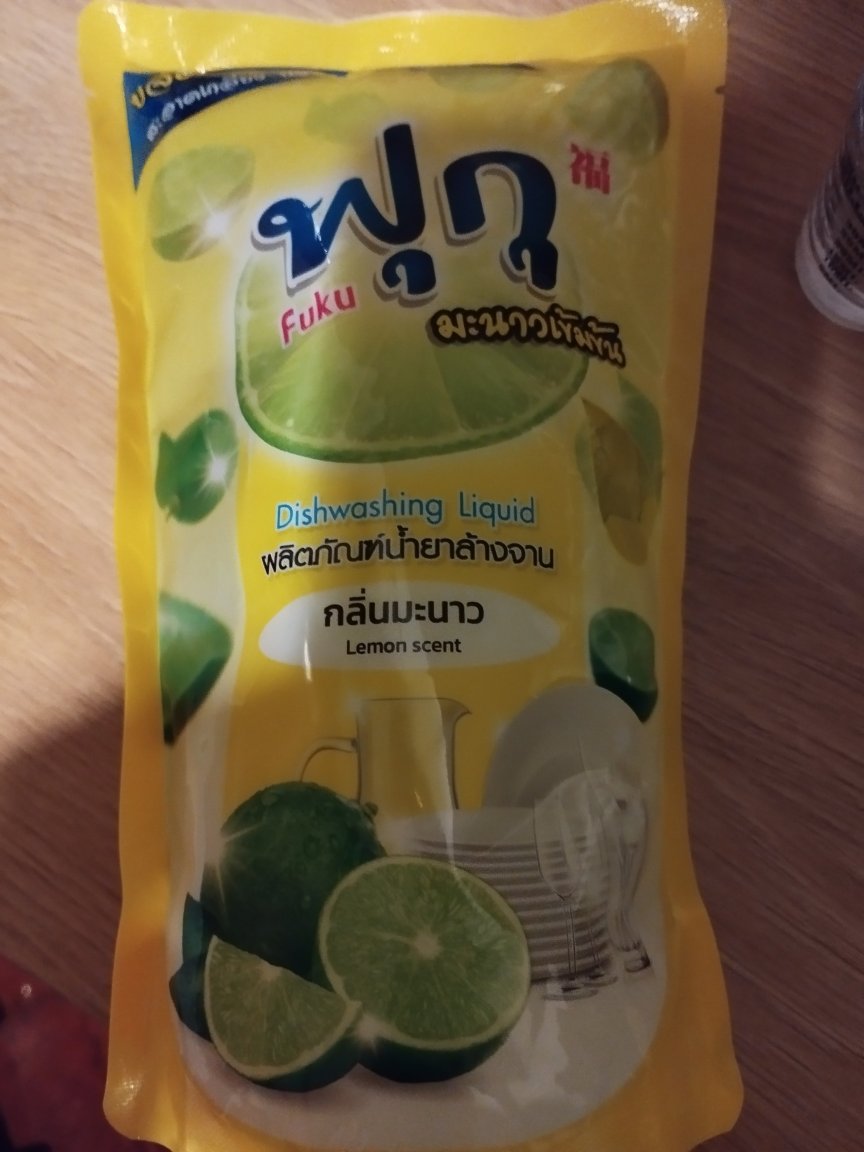 ฟุกุ
Fuku
มะนาวเข้มข้น
Dishwashing Liquid
ผลิตภัณฑ์น้ำยาล้างจาน
กลิ่นมะนาว
Lemon scent